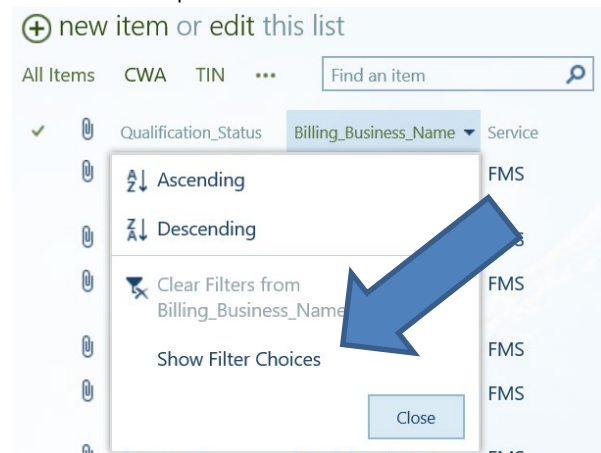 new item or edit this list
All Items CWA TIN ••• Find an item
Qualification_Status Billing_Business_Name Service
FMS
Ascending
Descending
FMS
Clear Filters from
Billing_Business_Name
Show Filter Choices
FMS
FMS
Close